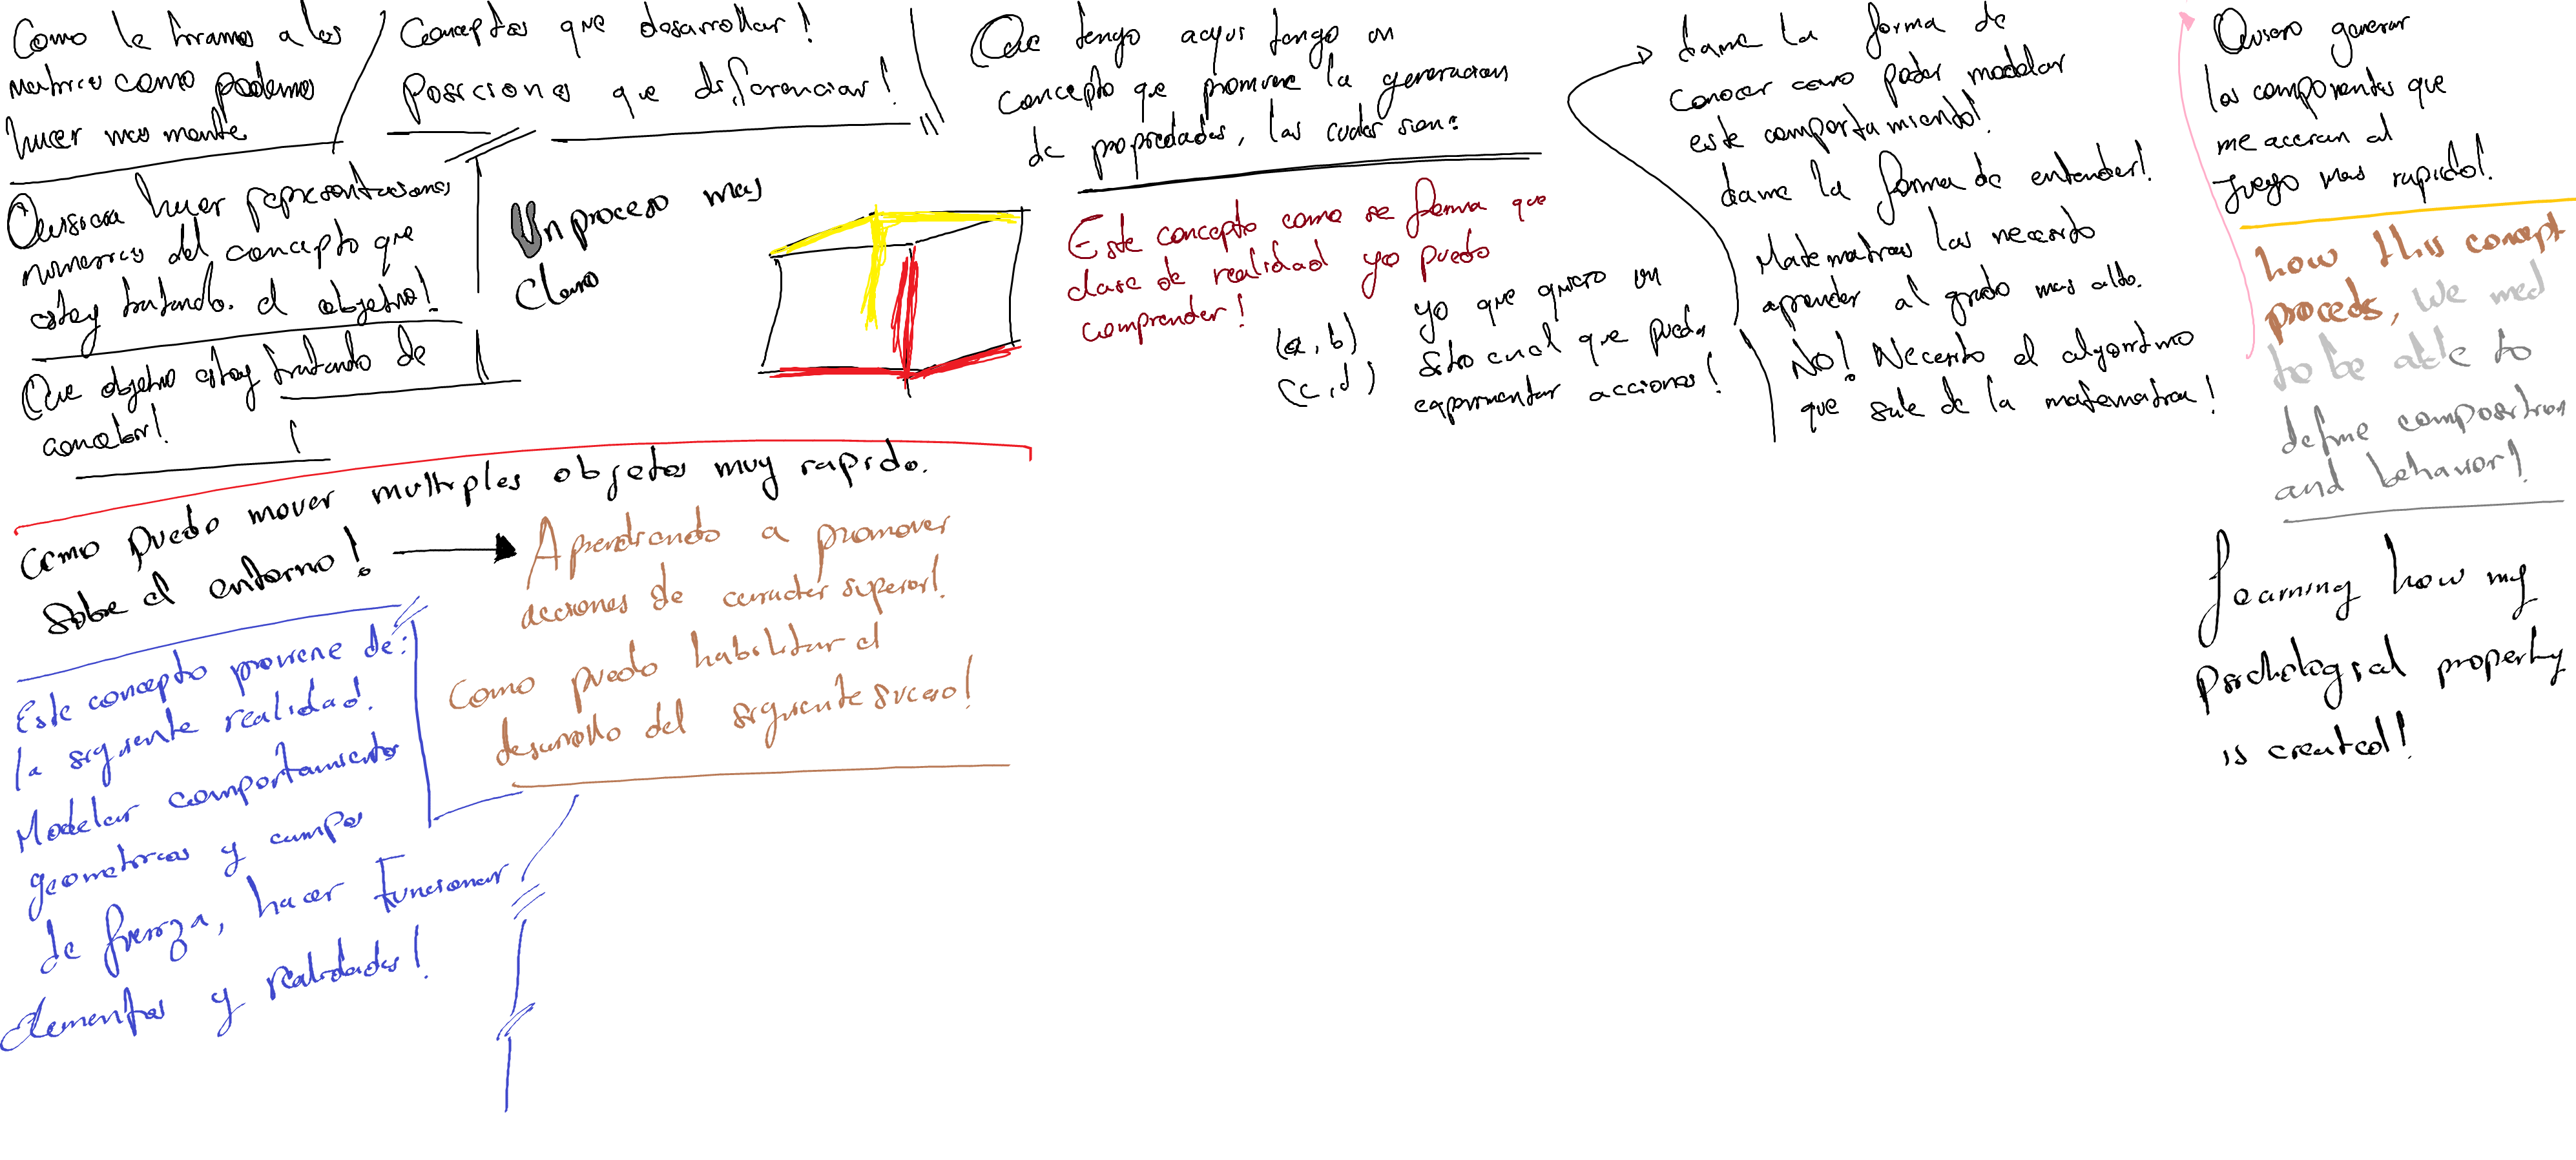 Como le hiramos a las
matrices como podemos
hacer mas mente
Conceptos que desarrollar!
Posiciones que diferenciar!
Quisiera hacer representaciones
numericas del concepto que
estoy tratando. el objetivo!
Que objetivo estoy tratando de
concebir!
Un proceso mas
claro
Que tengo aqui tengo un
concepto que promueve la generacion
de propiedades, las cuales sien:
Este concepto como se forma que
clase de realidad yo puedo
comprender!
(a, b)
(c, d)
yo que quiero un
sitio cual que pueda
experimentar acciones!
dame la forma de
conocer como poder modelar
este comportamiento!
dame la forma de entender!
Matematicas las necesito
aprender al grado mas alto.
No! Necesito el algoritmo
que sale de la matematica!
Quisero generar
los componentes que
me acercan al
juego mas rapido!
how this concept
proceds, We need
to be able to
define composition
and behavior!
Learning how my
Psichological property
is created!
Como puedo mover multiples objetos muy rapido.
Sobre el entorno!
Aprendiendo a promover
acciones de caracter superior!
Como puedo habilitar el
desarrollo del siguiente suceso!
Este concepto proviene de:
la siguiente realidad!
Modelar comportamientos
geometricos y campos
de fuerza, hacer Funcionar
elementos y realidades!